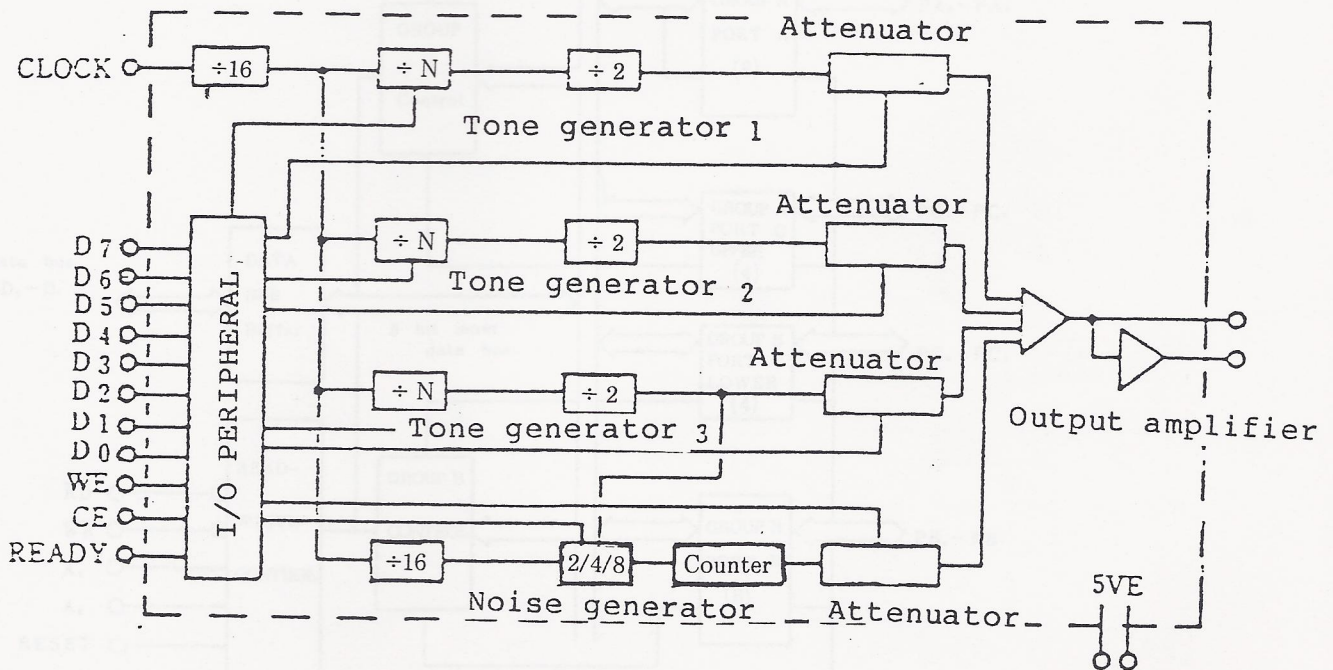 Attenuator
CLOCK
÷16
÷ N
÷ 2
Tone generator 1
Attenuator
D7
D6
D5
D4
D3
D2
D1
D0
WE
CE
READY
I/O PERIPHERAL
÷ N
÷ 2
Tone generator 2
Attenuator
÷ N
÷ 2
Tone generator 3
Output amplifier
÷16
2/4/8
Counter
Noise generator
Attenuator
5VE